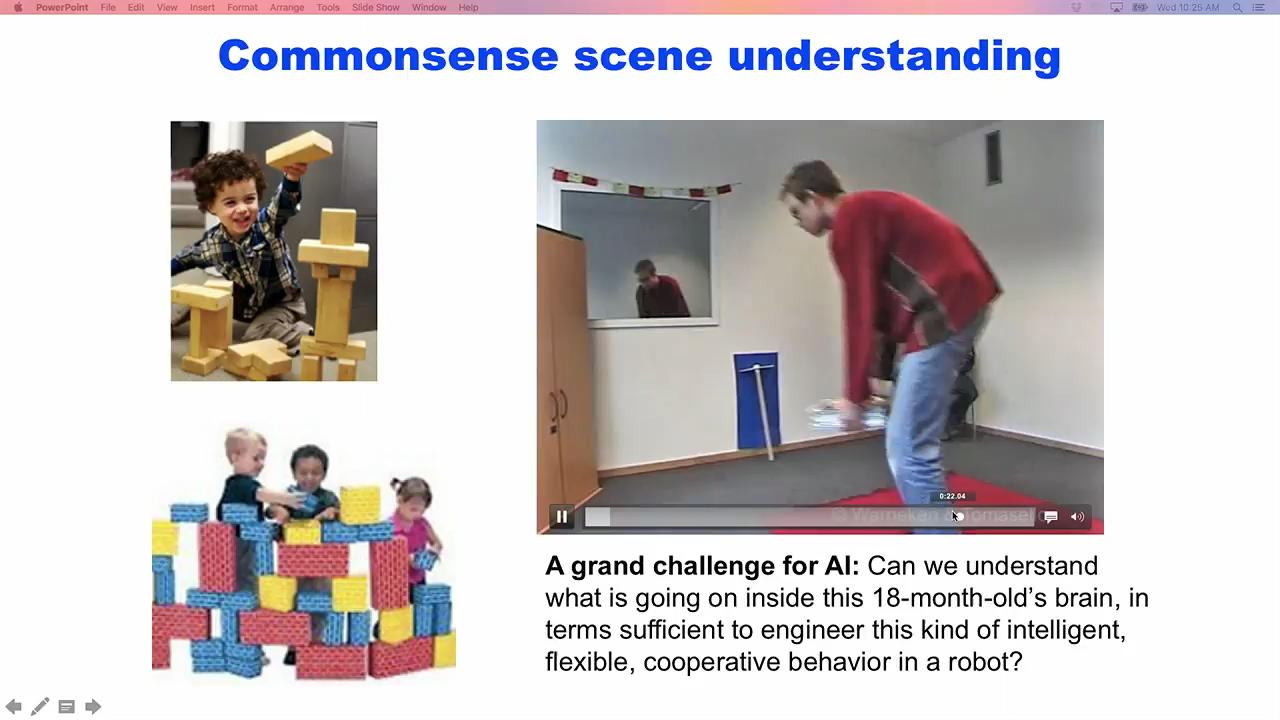 PowerPoint File Edit View Insert Format Arrange Tools Slide Show Window Help Wed 10:25 AM
Commonsense scene understanding
0:22.04
© Warneken & Tomasello
A grand challenge for AI: Can we understand
what is going on inside this 18-month-old’s brain, in
terms sufficient to engineer this kind of intelligent,
flexible, cooperative behavior in a robot?